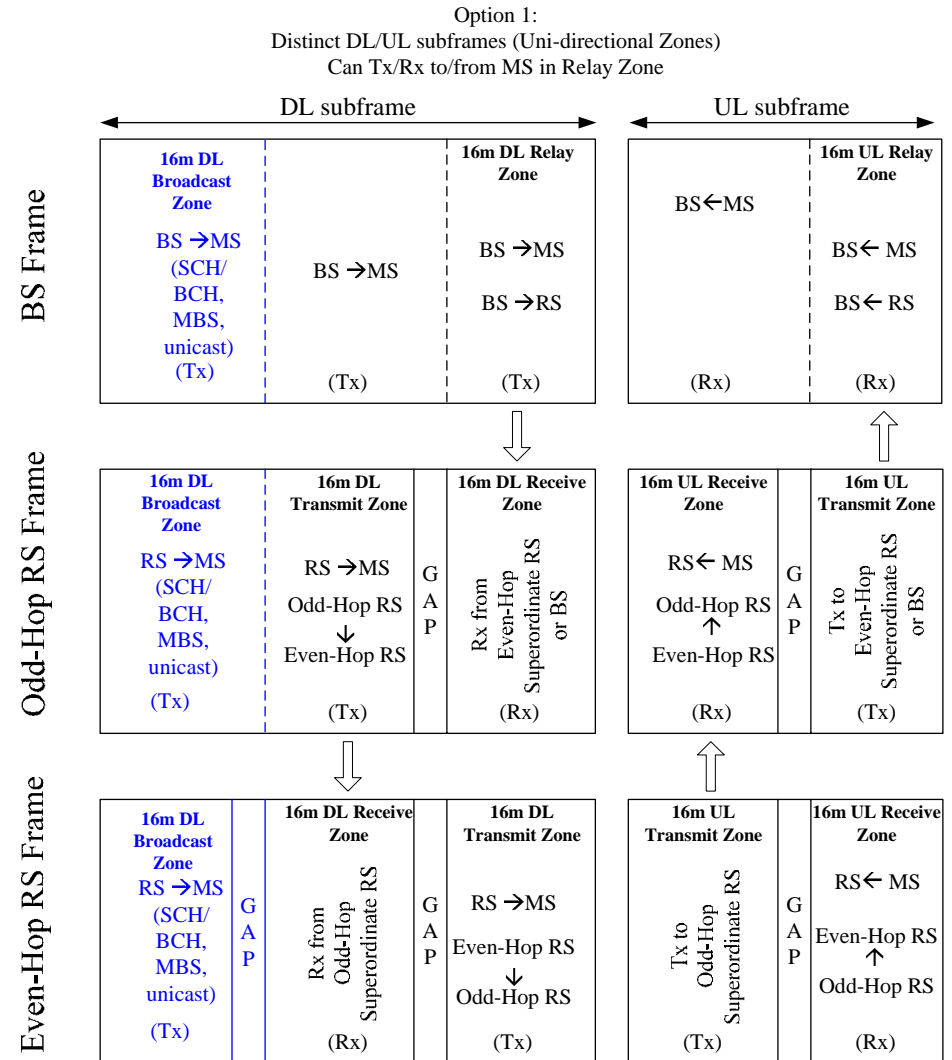 Option 1:
Distinct DL/UL subframes (Uni-directional Zones)
Can Tx/Rx to/from MS in Relay Zone
DL subframe
UL subframe
BS Frame
16m DL
Broadcast
Zone
BS →MS
(SCH/
BCH,
MBS,
unicast)
(Tx)
BS →MS
(Tx)
16m DL Relay
Zone
BS →MS
BS →RS
(Tx)
BS←MS
(Rx)
16m UL Relay
Zone
BS← MS
BS← RS
(Rx)
Odd-Hop RS Frame
16m DL
Broadcast
Zone
RS →MS
(SCH/
BCH,
MBS,
unicast)
(Tx)
16m DL
Transmit Zone
RS →MS
Odd-Hop RS
↓
Even-Hop RS
(Tx)
G
A
P
16m DL Receive
Zone
Rx from
Even-Hop
Superordinate RS
or BS
(Rx)
16m UL Receive
Zone
RS← MS
Odd-Hop RS
↑
Even-Hop RS
(Rx)
G
A
P
16m UL
Transmit Zone
Tx to
Even-Hop
Superordinate RS
or BS
(Tx)
Even-Hop RS Frame
16m DL
Broadcast
Zone
RS →MS
(SCH/
BCH,
MBS,
unicast)
(Tx)
G
A
P
16m DL Receive
Zone
Rx from
Odd-Hop
Superordinate RS
(Rx)
G
A
P
16m DL
Transmit Zone
RS →MS
Even-Hop RS
↓
Odd-Hop RS
(Tx)
16m UL
Transmit Zone
Tx to
Odd-Hop
Superordinate RS
(Tx)
G
A
P
16m UL Receive
Zone
RS← MS
Even-Hop RS
↑
Odd-Hop RS
(Rx)